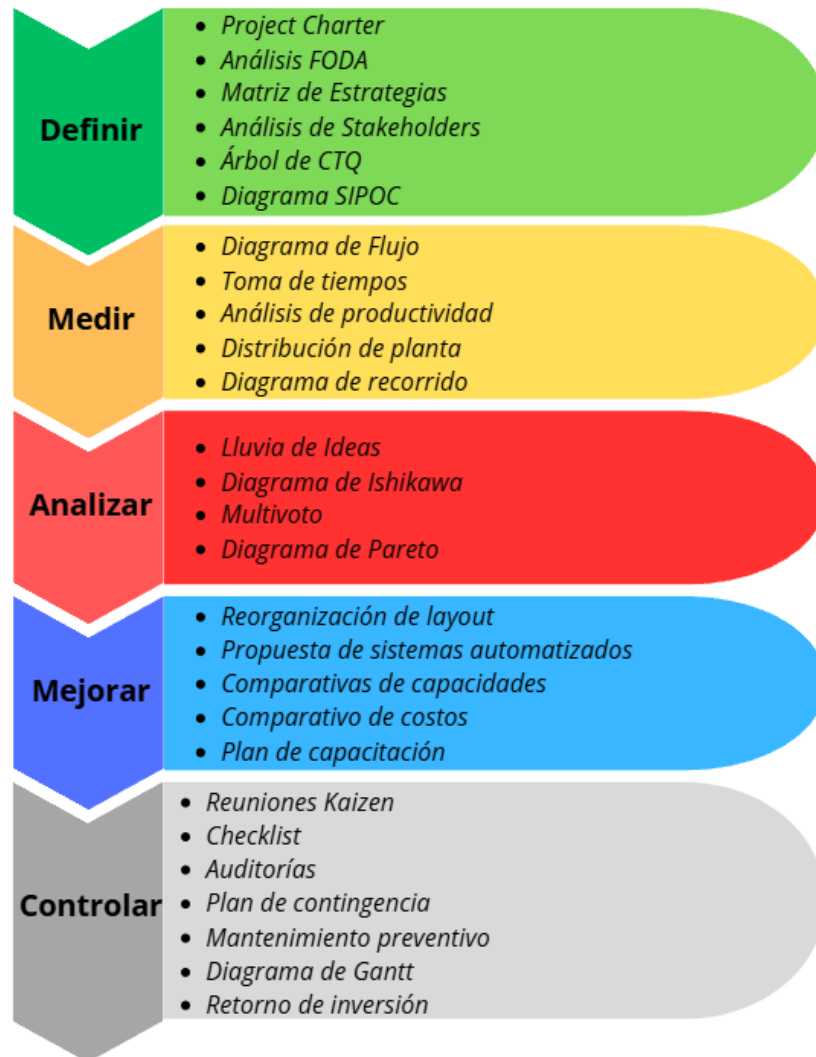 Definir
• Project Charter
• Análisis FODA
• Matriz de Estrategias
• Análisis de Stakeholders
• Árbol de CTQ
• Diagrama SIPOC
Medir
• Diagrama de Flujo
• Toma de tiempos
• Análisis de productividad
• Distribución de planta
• Diagrama de recorrido
Analizar
• Lluvia de Ideas
• Diagrama de Ishikawa
• Multivoto
• Diagrama de Pareto
Mejorar
• Reorganización de layout
• Propuesta de sistemas automatizados
• Comparativas de capacidades
• Comparativo de costos
• Plan de capacitación
Controlar
• Reuniones Kaizen
• Checklist
• Auditorías
• Plan de contingencia
• Mantenimiento preventivo
• Diagrama de Gantt
• Retorno de inversión